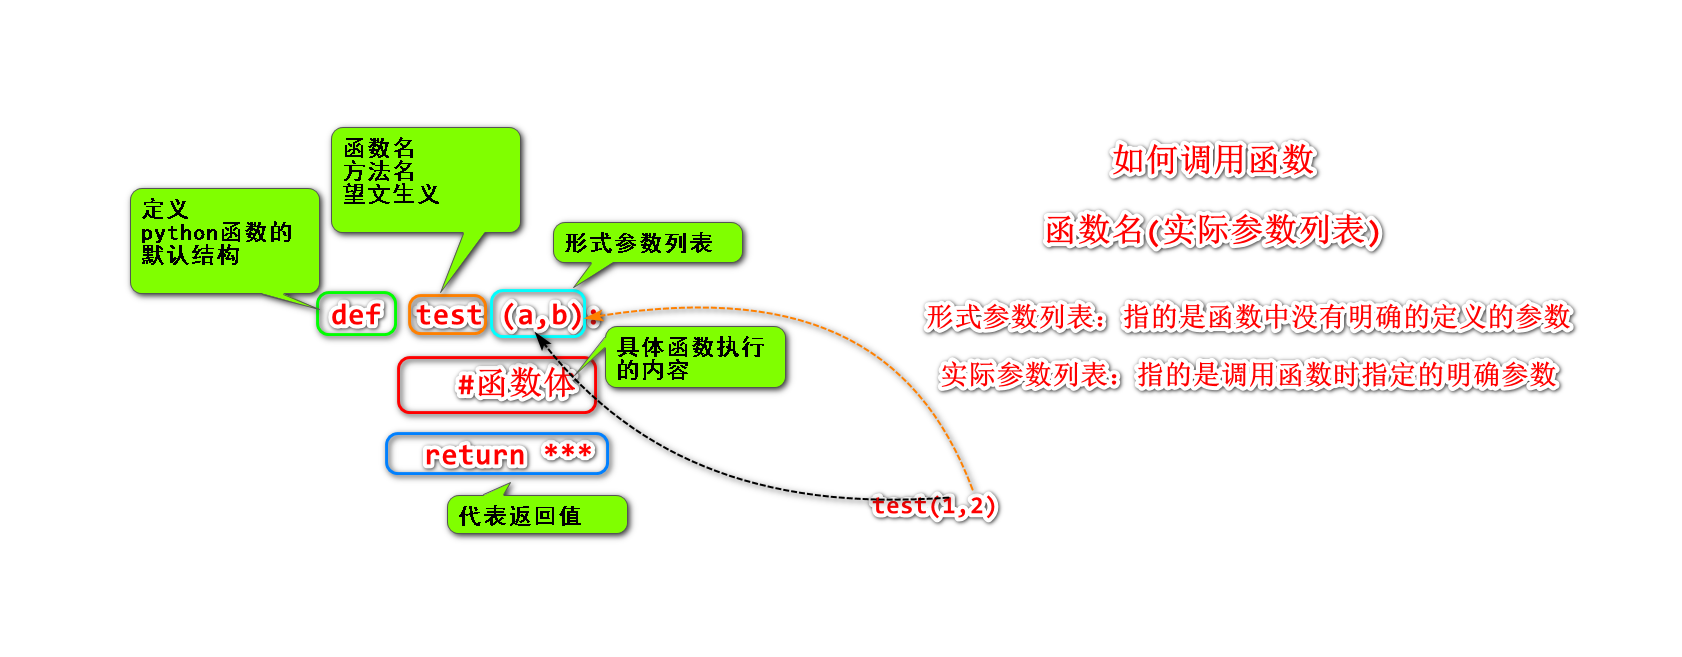 函数名
方法名
望文生义
定义
python函数的
默认结构
形式参数列表
def test (a,b):
具体函数执行
的内容
#函数体
return ***
代表返回值
test(1,2)
如何调用函数
函数名(实际参数列表)
形式参数列表：指的是函数中没有明确的定义的参数
实际参数列表：指的是调用函数时指定的明确参数